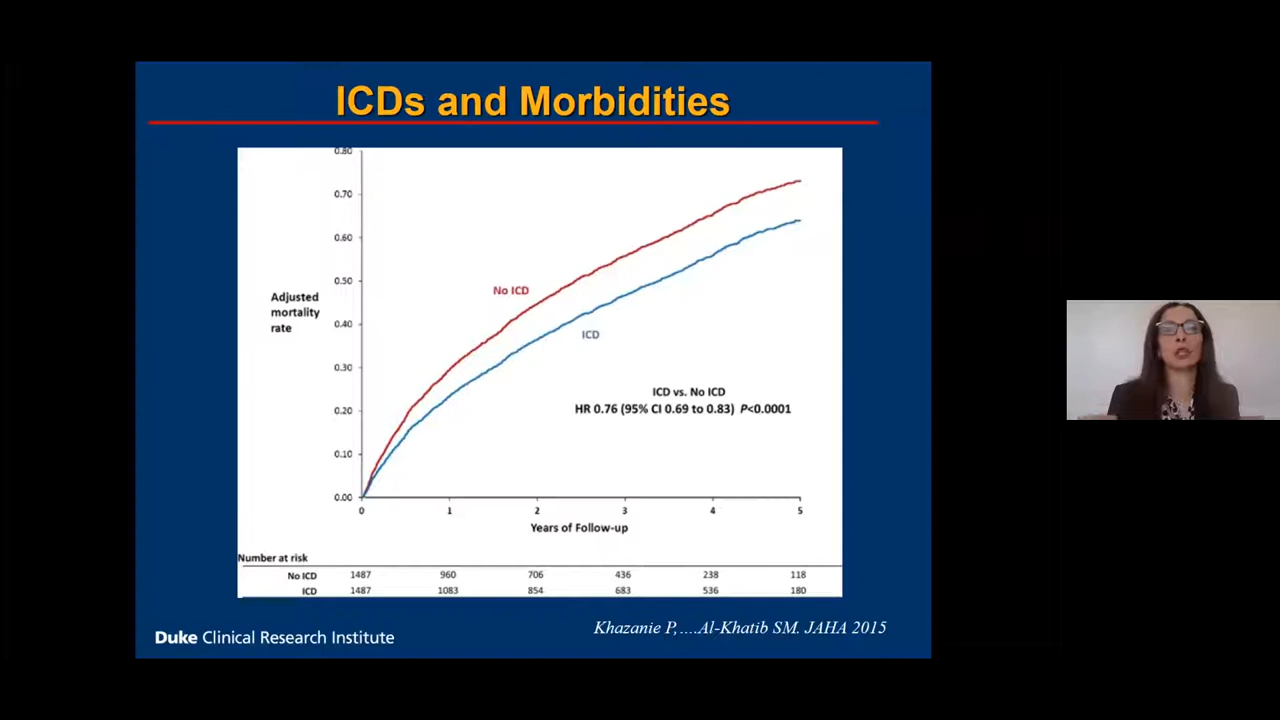 ICDs and Morbidities
0.80
0.70
0.60
0.50
0.40
0.30
0.20
0.10
0.00
Adjusted
mortality
rate
No ICD
ICD
ICD vs. No ICD
HR 0.76 (95% CI 0.69 to 0.83) P<0.0001
0 1 2 3 4 5
Years of Follow-up
Number at risk
No ICD 1487 960 706 436 238 118
ICD 1487 1083 854 683 536 180
Khazanie P,....Al-Khatib SM. JAHA 2015
Duke Clinical Research Institute